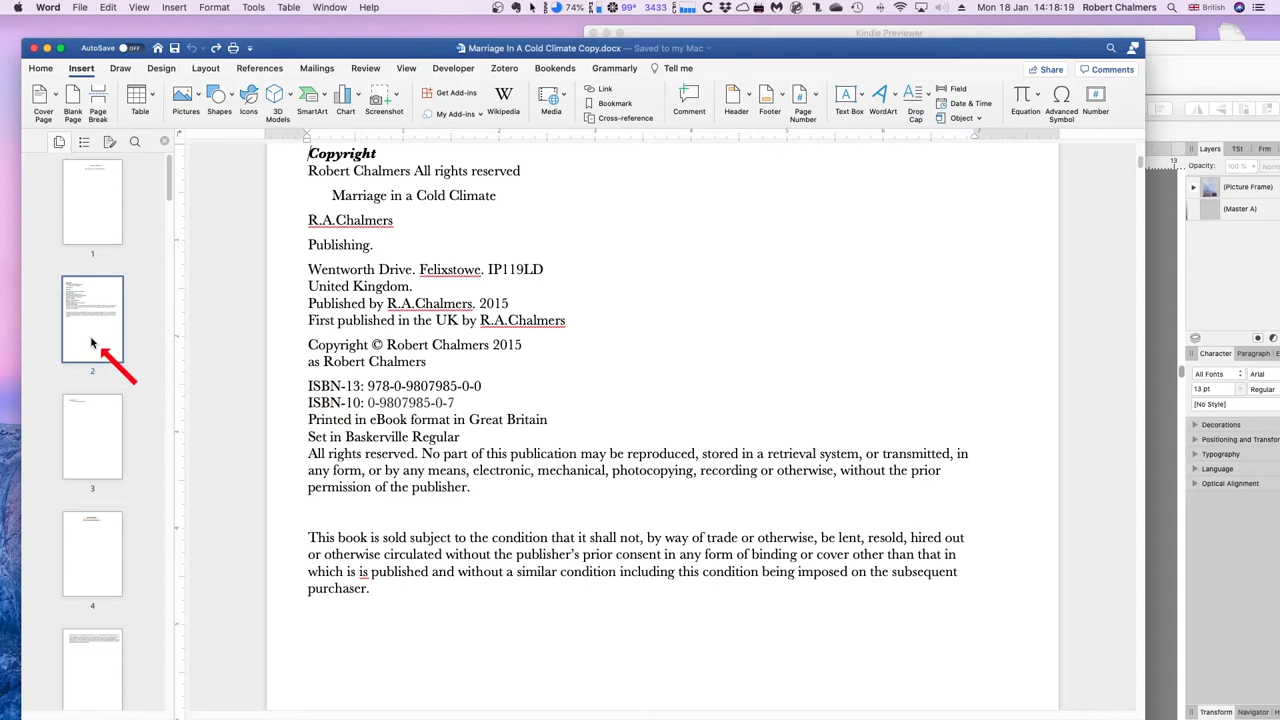 Word File Edit View Insert Format Tools Table Window Help 74% 99° 3433 British Mon 18 Jan 14:18:19 Robert Chalmers
Kindle Previewer
AutoSave OFF Marriage In A Cold Climate Copy.docx — Saved to my Mac
Home Insert Draw Design Layout References Mailings Review View Developer Zotero Bookends Grammarly Tell me Share Comments
Cover Page Blank Page Page Break Table Pictures Shapes Icons 3D Models SmartArt Chart Screenshot Get Add-ins My Add-ins Wikipedia Media Link Bookmark Cross-reference Comment Header Footer Page Number Text Box WordArt Drop Cap Field Date & Time Object Equation Advanced Symbol Number
1
2
3
4
Copyright
Robert Chalmers All rights reserved
Marriage in a Cold Climate
R.A.Chalmers
Publishing.
Wentworth Drive. Felixstowe. IP119LD
United Kingdom.
Published by R.A.Chalmers. 2015
First published in the UK by R.A.Chalmers
Copyright © Robert Chalmers 2015
as Robert Chalmers
ISBN-13: 978-0-9807985-0-0
ISBN-10: 0-9807985-0-7
Printed in eBook format in Great Britain
Set in Baskerville Regular
All rights reserved. No part of this publication may be reproduced, stored in a retrieval system, or transmitted, in
any form, or by any means, electronic, mechanical, photocopying, recording or otherwise, without the prior
permission of the publisher.
This book is sold subject to the condition that it shall not, by way of trade or otherwise, be lent, resold, hired out
or otherwise circulated without the publisher's prior consent in any form of binding or cover other than that in
which is is published and without a similar condition including this condition being imposed on the subsequent
purchaser.
13
Layers TSt Frm
Opacity: 100 %
(Picture Frame)
(Master A)
Character Paragraph
All Fonts Arial
13 pt Regular
[No Style]
Decorations
Positioning and Transfor
Typography
Language
Optical Alignment
Transform Navigator